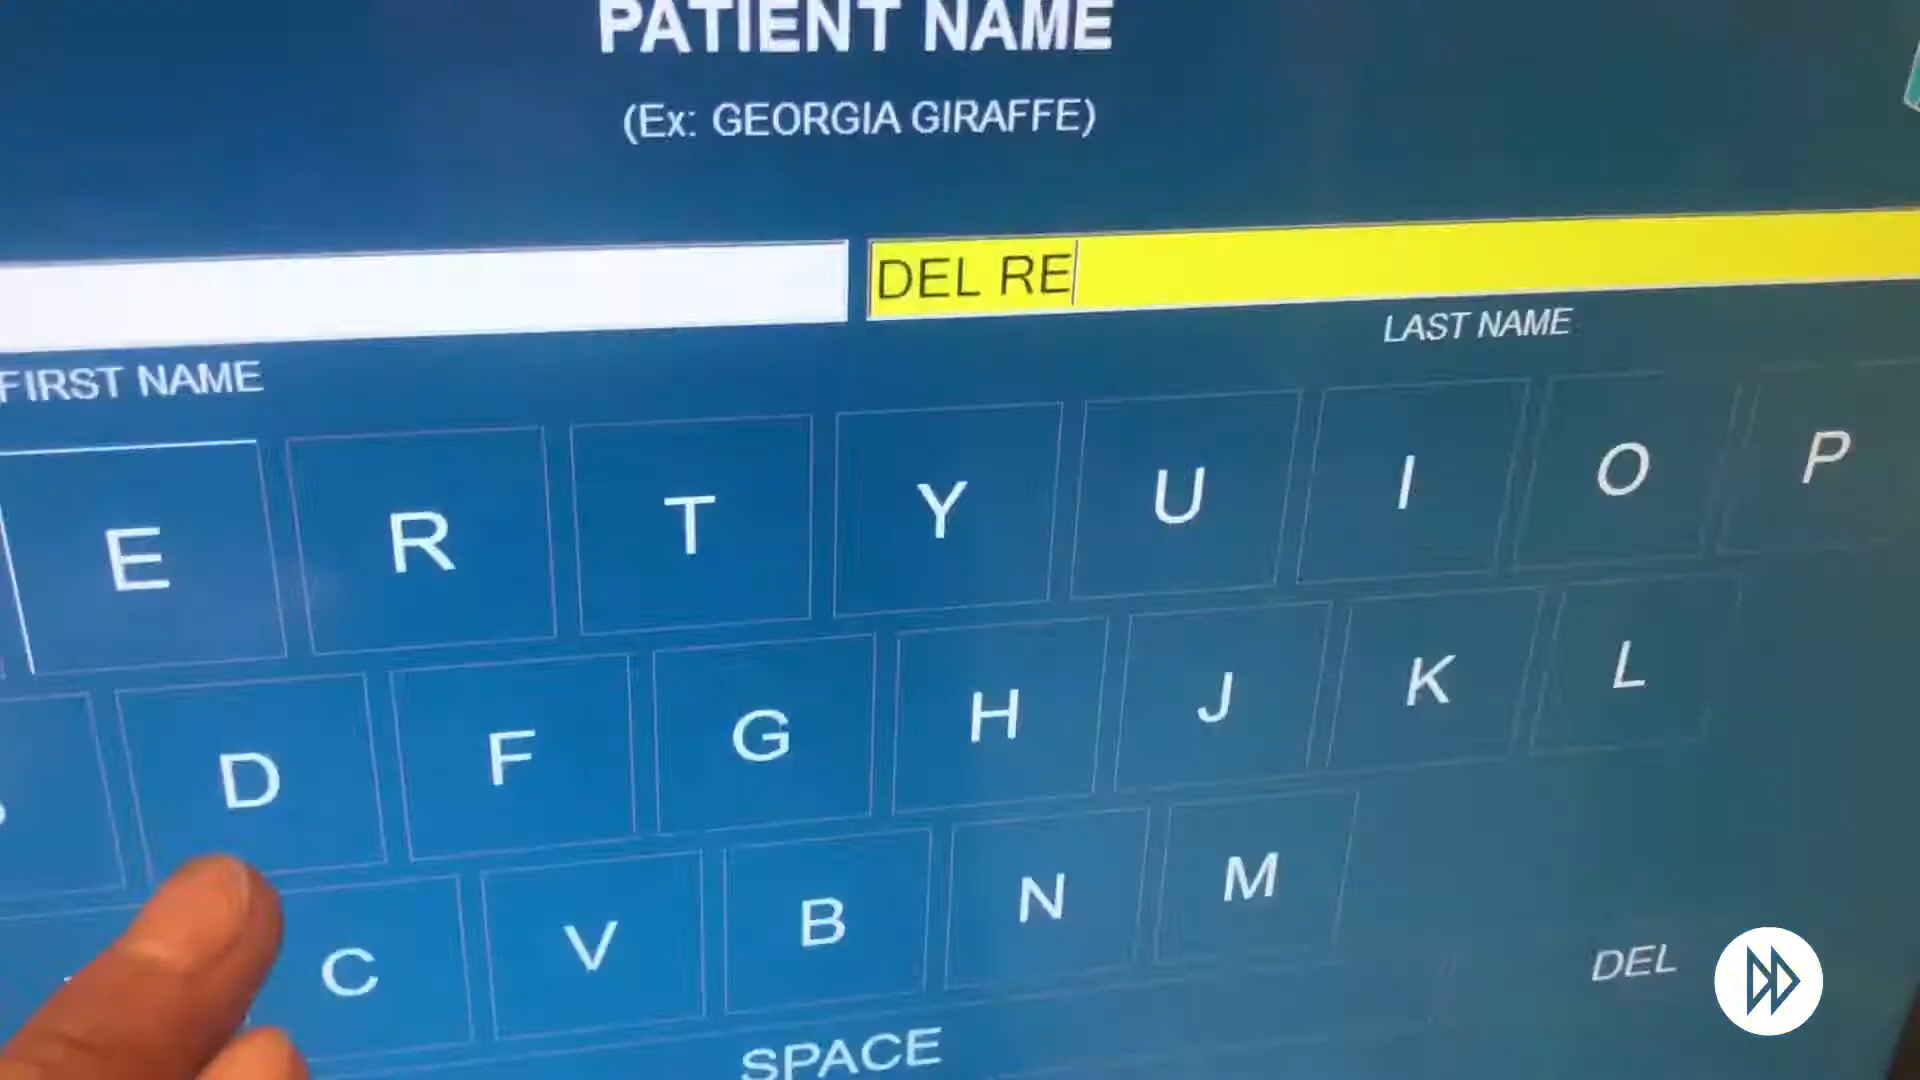 PATIENT NAME
(Ex: GEORGIA GIRAFFE)
DEL RE
FIRST NAME
LAST NAME
E R T Y U I O P
D F G H J K L
C V B N M
DEL
SPACE